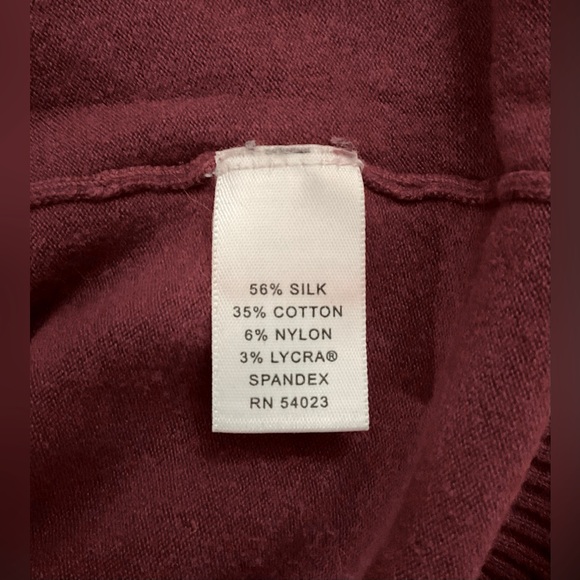 56% SILK
35% COTTON
6% NYLON
3% LYCRA®
SPANDEX
RN 54023